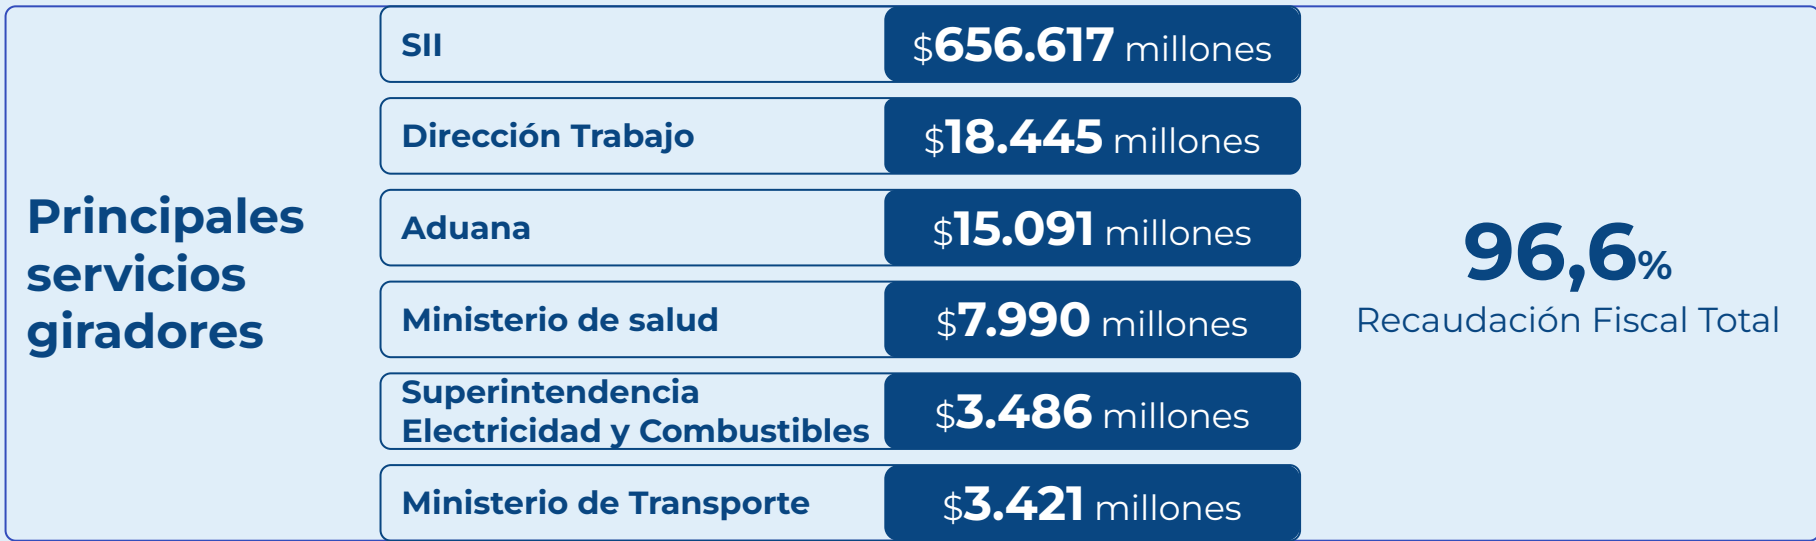 Principales
servicios
giradores
SII
$656.617 millones
Dirección Trabajo
$18.445 millones
Aduana
$15.091 millones
Ministerio de salud
$7.990 millones
Superintendencia
Electricidad y Combustibles
$3.486 millones
Ministerio de Transporte
$3.421 millones
96,6%
Recaudación Fiscal Total